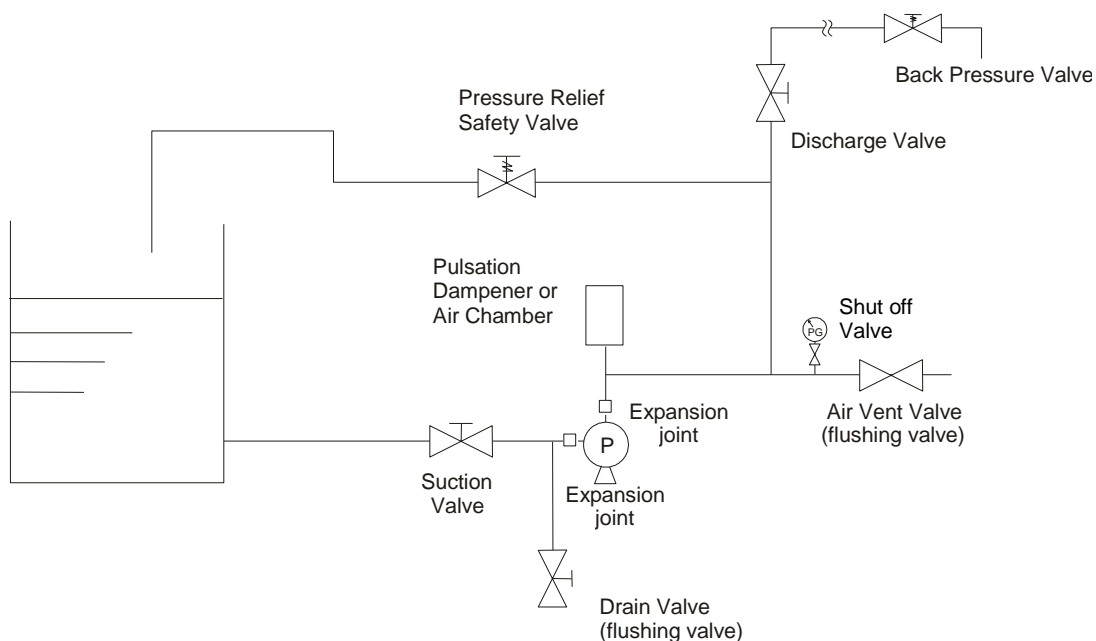 Back Pressure Valve
Pressure Relief
Safety Valve
Discharge Valve
Pulsation
Dampener or
Air Chamber
Shut off
Valve
PG
Expansion
joint
Air Vent Valve
(flushing valve)
P
Suction
Valve
Expansion
joint
Drain Valve
(flushing valve)